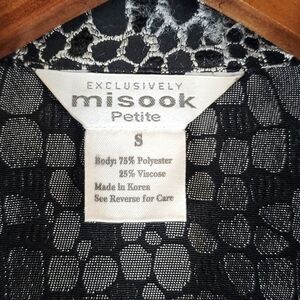 EXCLUSIVELY
misook
Petite
S
Body: 75% Polyester
25% Viscose
Made in Korea
See Reverse for Care